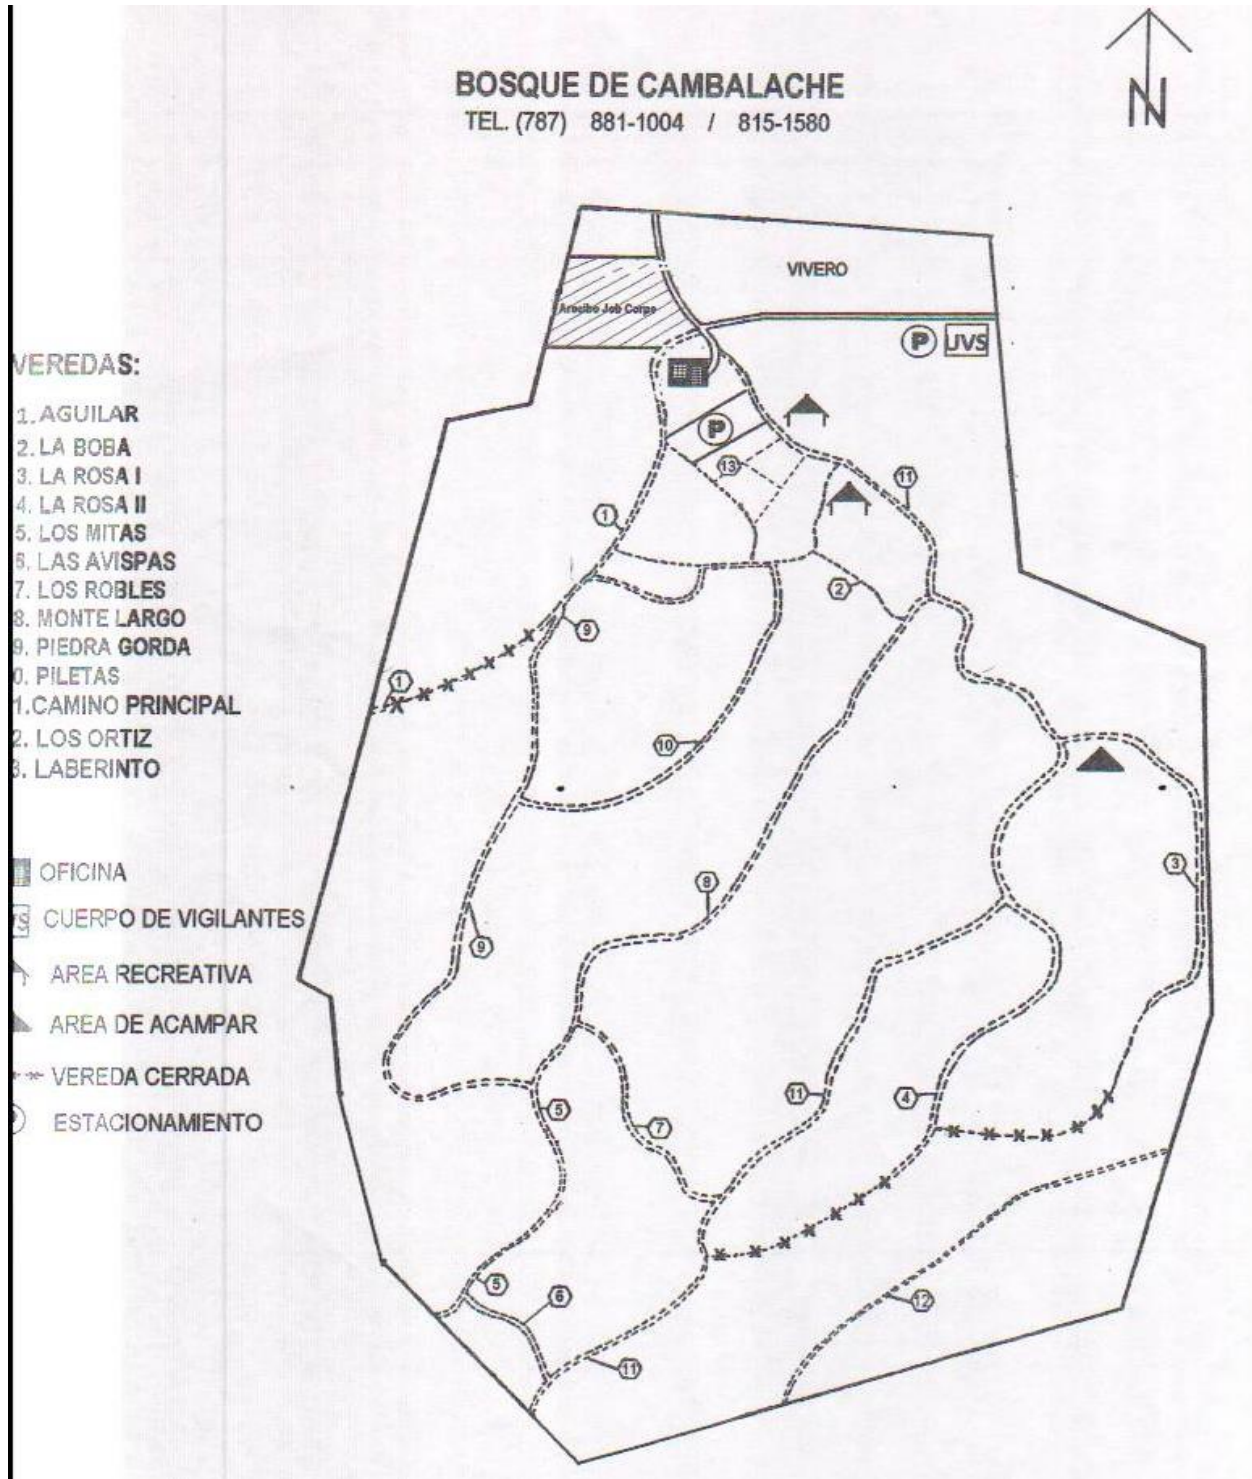 N
BOSQUE DE CAMBALACHE
TEL. (787) 881-1004 / 815-1580
VIVERO
Arecibo Job Corps
P UVS
P
13
11
1
2
9
1
10
3
8
9
11
4
5
7
5
6
12
11
VEREDAS:
1. AGUILAR
2. LA BOBA
3. LA ROSA I
4. LA ROSA II
5. LOS MITAS
6. LAS AVISPAS
7. LOS ROBLES
8. MONTE LARGO
9. PIEDRA GORDA
0. PILETAS
1. CAMINO PRINCIPAL
2. LOS ORTIZ
3. LABERINTO
OFICINA
VS CUERPO DE VIGILANTES
AREA RECREATIVA
AREA DE ACAMPAR
VEREDA CERRADA
P ESTACIONAMIENTO